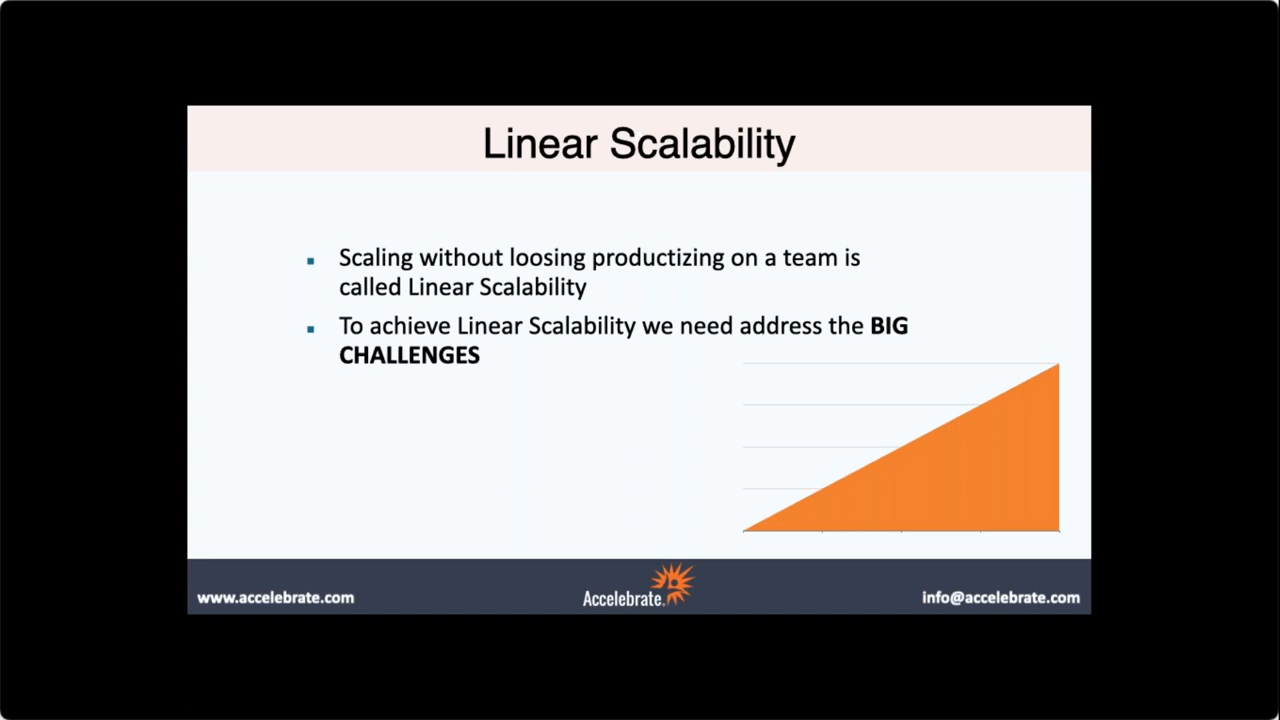 Linear Scalability
Scaling without loosing productizing on a team is
called Linear Scalability
To achieve Linear Scalability we need address the BIG
CHALLENGES
www.accelebrate.com
Accelebrate
info@accelebrate.com